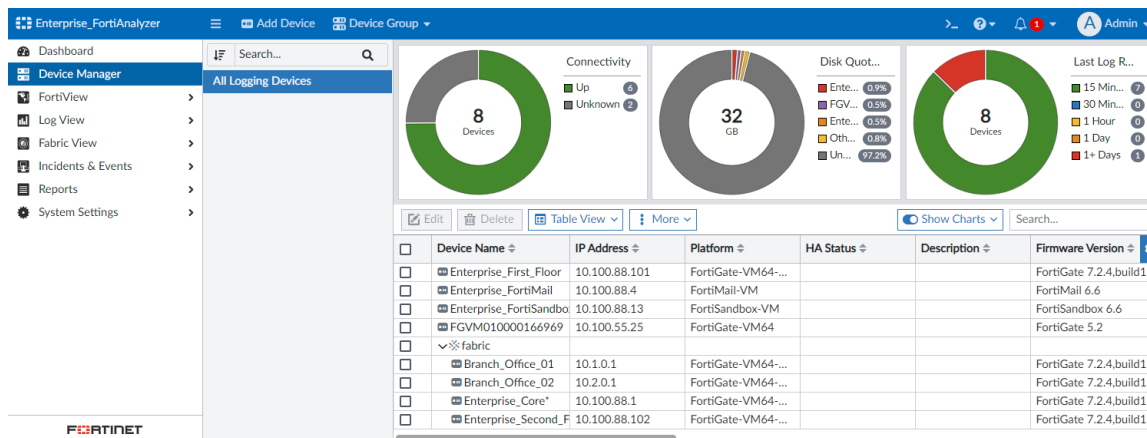 Enterprise_FortiAnalyzer
Add Device
Device Group
>_
?
1
A
Admin
Dashboard
Device Manager
FortiView
Log View
Fabric View
Incidents & Events
Reports
System Settings
FORTINET
Search...
All Logging Devices
Connectivity
8
Devices
Up 6
Unknown 2
Disk Quot...
32
GB
Ente... 0.9%
FGV... 0.5%
Ente... 0.5%
Oth... 0.8%
Un... 97.2%
Last Log R...
8
Devices
15 Min... 7
30 Min... 0
1 Hour 0
1 Day 0
1+ Days 1
Edit
Delete
Table View
More
Show Charts
Search...
Device Name IP Address Platform HA Status Description Firmware Version
Enterprise_First_Floor 10.100.88.101 FortiGate-VM64-... FortiGate 7.2.4,build1
Enterprise_FortiMail 10.100.88.4 FortiMail-VM FortiMail 6.6
Enterprise_FortiSandbo 10.100.88.13 FortiSandbox-VM FortiSandbox 6.6
FGVM010000166969 10.100.55.25 FortiGate-VM64 FortiGate 5.2
fabric
Branch_Office_01 10.1.0.1 FortiGate-VM64-... FortiGate 7.2.4,build1
Branch_Office_02 10.2.0.1 FortiGate-VM64-... FortiGate 7.2.4,build1
Enterprise_Core* 10.100.88.1 FortiGate-VM64-... FortiGate 7.2.4,build1
Enterprise_Second_F 10.100.88.102 FortiGate-VM64-... FortiGate 7.2.4,build1